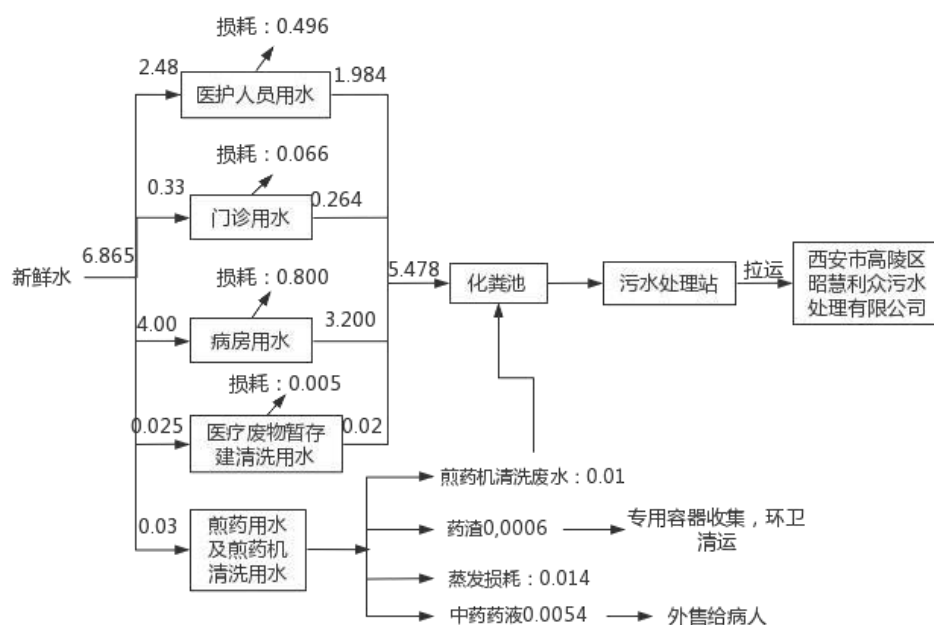 损耗：0.496
2.48
医护人员用水
1.984
损耗：0.066
0.33
门诊用水
0.264
新鲜水
6.865
损耗：0.800
4.00
病房用水
3.200
5.478
化粪池
污水处理站
拉运
西安市高陵区
昭慧利众污水
处理有限公司
损耗：0.005
0.025
医疗废物暂存
建清洗用水
0.02
0.03
煎药用水
及煎药机
清洗用水
煎药机清洗废水：0.01
药渣0,0006
专用容器收集，环卫
清运
蒸发损耗：0.014
中药药液0.0054
外售给病人